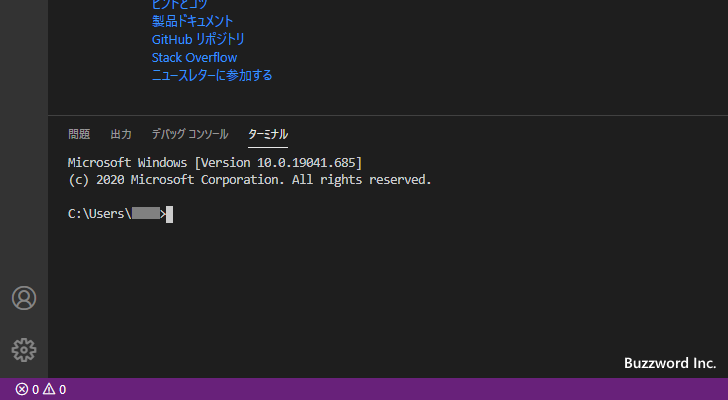 ヒントとコツ
製品ドキュメント
GitHub リポジトリ
Stack Overflow
ニュースレターに参加する
問題 出力 デバッグ コンソール ターミナル
Microsoft Windows [Version 10.0.19041.685]
(c) 2020 Microsoft Corporation. All rights reserved.
C:\Users\ >
Buzzword Inc.
0 0